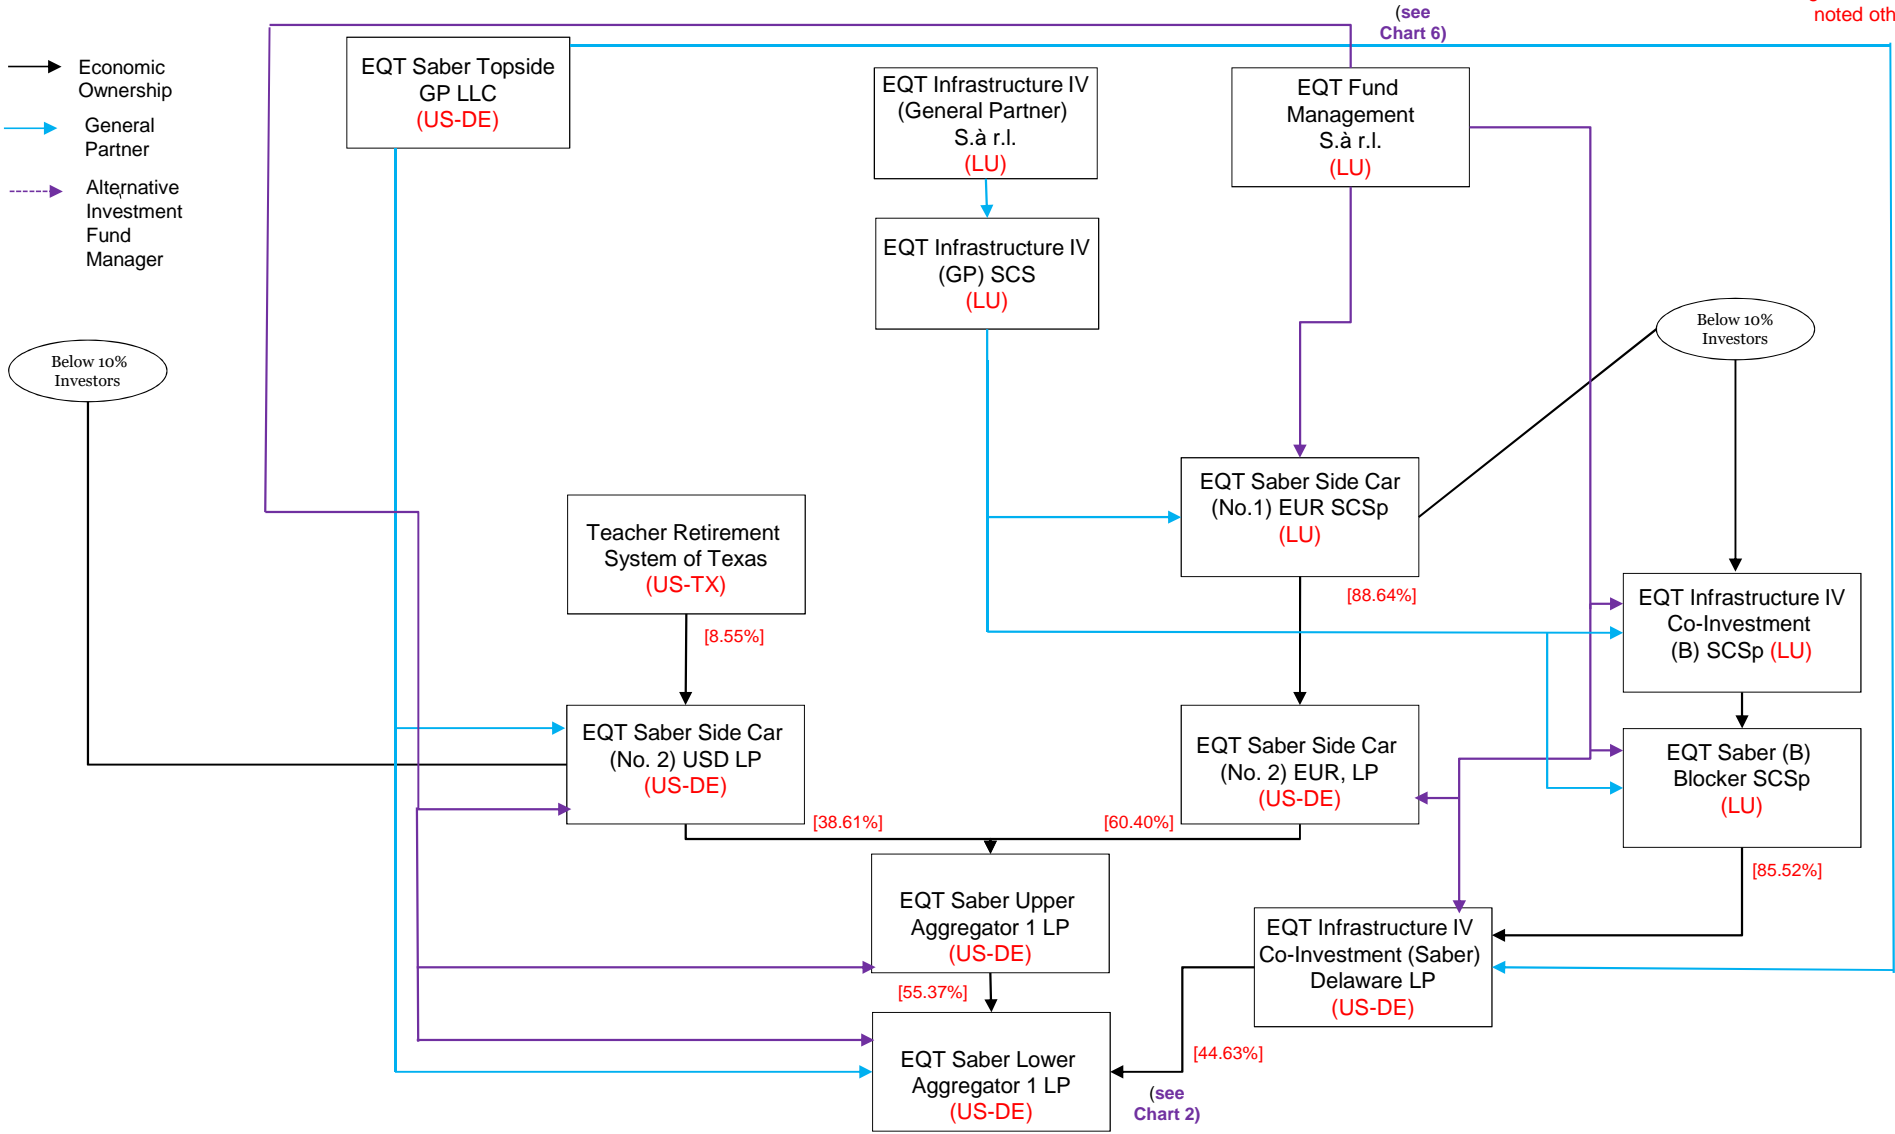 (see
Chart 6)
noted oth
Economic
Ownership
General
Partner
Alternative
Investment
Fund
Manager
EQT Saber Topside
GP LLC
(US-DE)
EQT Infrastructure IV
(General Partner)
S.à r.l.
(LU)
EQT Fund
Management
S.à r.l.
(LU)
EQT Infrastructure IV
(GP) SCS
(LU)
Below 10%
Investors
Below 10%
Investors
EQT Saber Side Car
(No.1) EUR SCSp
(LU)
Teacher Retirement
System of Texas
(US-TX)
[88.64%]
[8.55%]
EQT Infrastructure IV
Co-Investment
(B) SCSp (LU)
EQT Saber Side Car
(No. 2) USD LP
(US-DE)
EQT Saber Side Car
(No. 2) EUR, LP
(US-DE)
EQT Saber (B)
Blocker SCSp
(LU)
[38.61%]
[60.40%]
[85.52%]
EQT Saber Upper
Aggregator 1 LP
(US-DE)
EQT Infrastructure IV
Co-Investment (Saber)
Delaware LP
(US-DE)
[55.37%]
[44.63%]
EQT Saber Lower
Aggregator 1 LP
(US-DE)
(see
Chart 2)